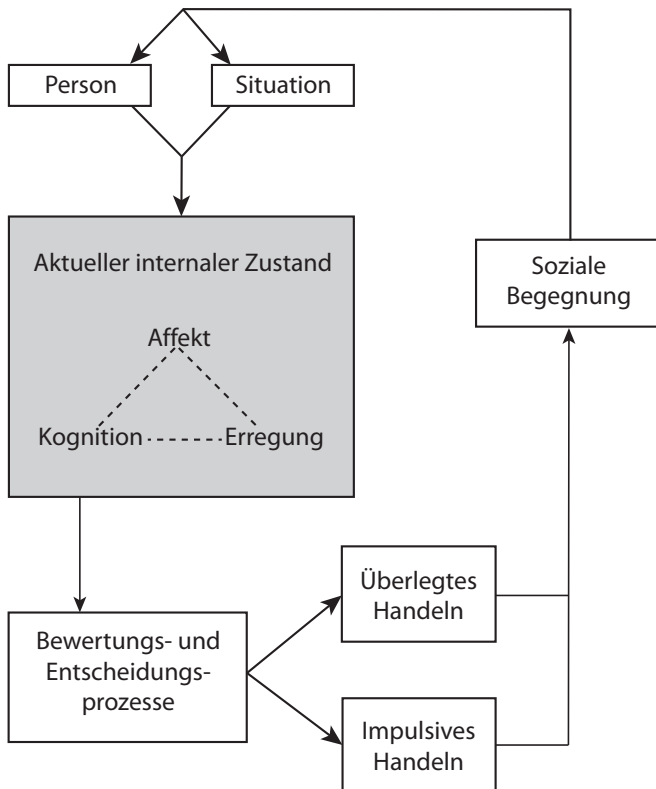 Person
Situation
Aktueller internaler Zustand
Affekt
Kognition
Erregung
Soziale
Begegnung
Bewertungs- und
Entscheidungs-
prozesse
Überlegtes
Handeln
Impulsives
Handeln